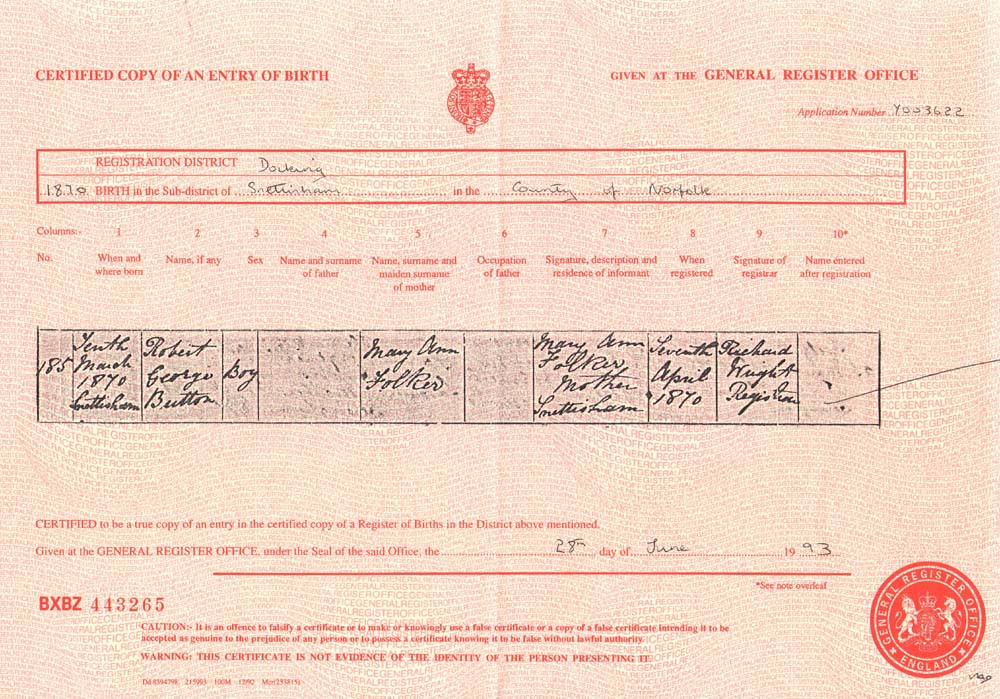 CERTIFIED COPY OF AN ENTRY OF BIRTH
GIVEN AT THE GENERAL REGISTER OFFICE
Application Number Y003622
REGISTRATION DISTRICT Docking
1870 BIRTH in the Sub-district of Snettisham in the County of Norfolk
Columns:- 1 2 3 4 5 6 7 8 9 10*
No. When and where born
Name, if any
Sex
Name and surname of father
Name, surname and maiden surname of mother
Occupation of father
Signature, description and residence of informant
When registered
Signature of registrar
Name entered after registration
185
Tenth
March
1870
Snettisham
Robert
George
Button
Boy
Mary Ann
Folker
Mary Ann
Folker
Mother
Snettisham
Seventh
April
1870
Richard
Wright
Registrar
CERTIFIED to be a true copy of an entry in the certified copy of a Register of Births in the District above mentioned.
Given at the GENERAL REGISTER OFFICE, under the Seal of the said Office, the 28th day of June 1993
*See note overleaf
BXBZ 443265
CAUTION:- It is an offence to falsify a certificate or to make or knowingly use a false certificate or a copy of a false certificate intending it to be
accepted as genuine to the prejudice of any person or to possess a certificate knowing it to be false without lawful authority.
WARNING: THIS CERTIFICATE IS NOT EVIDENCE OF THE IDENTITY OF THE PERSON PRESENTING IT.
GENERAL REGISTER OFFICE
ENGLAND